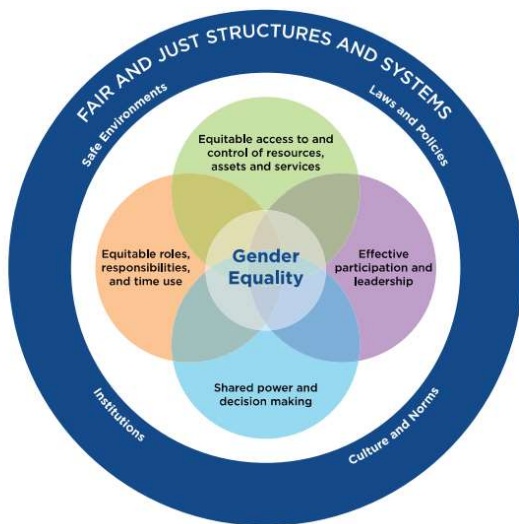 FAIR AND JUST STRUCTURES AND SYSTEMS
Safe Environments
Laws and Policies
Equitable access to and
control of resources,
assets and services
Equitable roles,
responsibilities,
and time use
Gender
Equality
Effective
participation and
leadership
Shared power and
decision making
Institutions
Culture and Norms